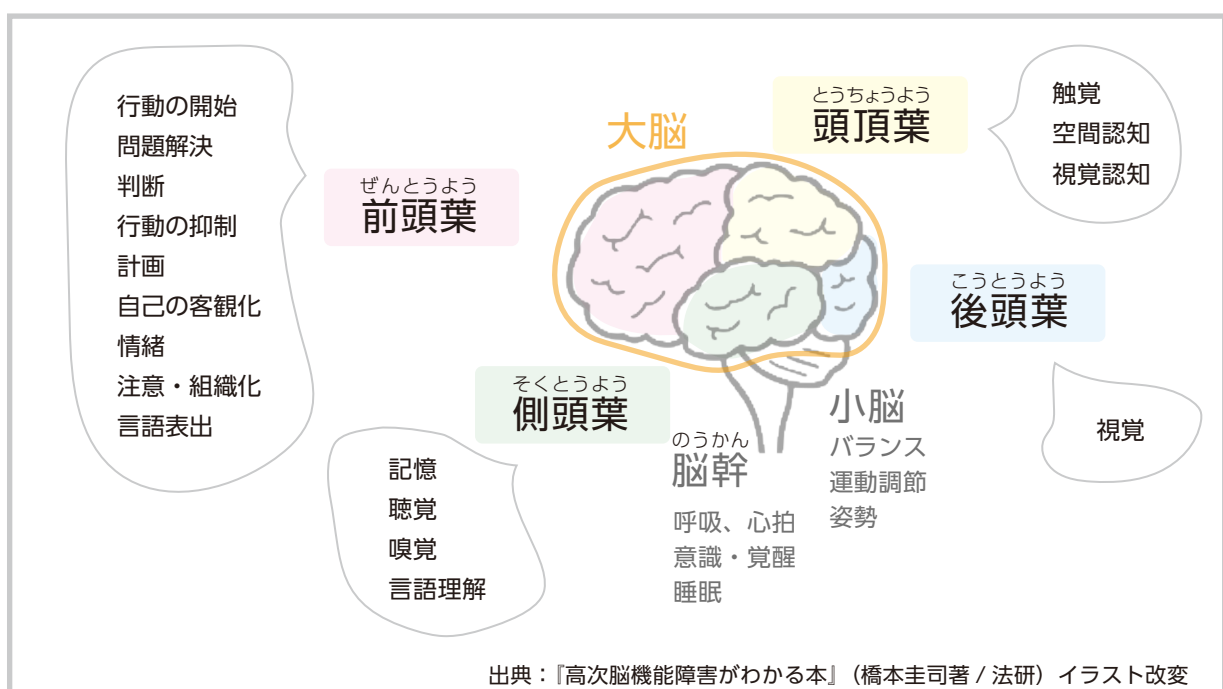 大脳
ぜんとうよう
前頭葉
行動の開始
問題解決
判断
行動の抑制
計画
自己の客観化
情緒
注意・組織化
言語表出
とうちょうよう
頭頂葉
触覚
空間認知
視覚認知
こうとうよう
後頭葉
視覚
そくとうよう
側頭葉
記憶
聴覚
嗅覚
言語理解
のうかん
脳幹
呼吸、心拍
意識・覚醒
睡眠
小脳
バランス
運動調節
姿勢
出典：『高次脳機能障害がわかる本』（橋本圭司著 / 法研）イラスト改変